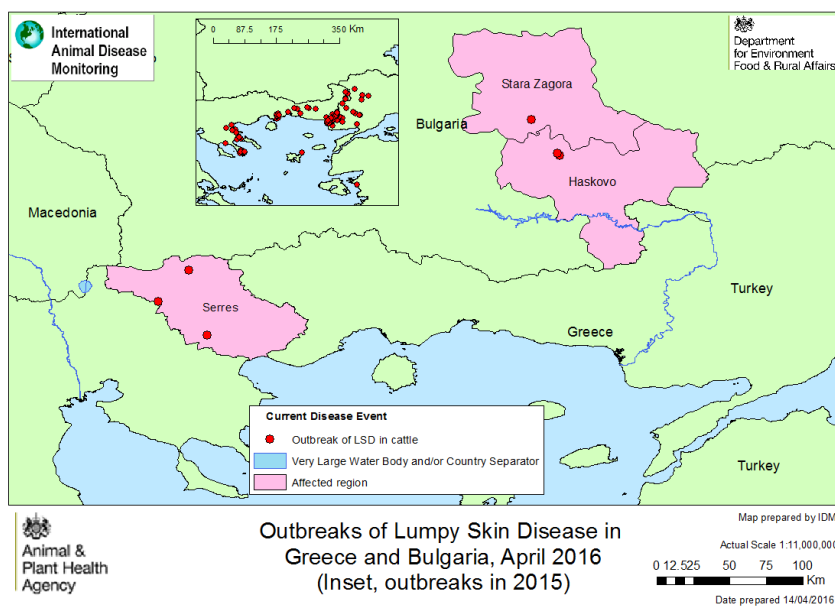 International
Animal Disease
Monitoring
0 87.5 175 350 Km
Department
for Environment
Food & Rural Affairs
Stara Zagora
Bulgaria
Haskovo
Macedonia
Serres
Turkey
Greece
Turkey
Current Disease Event
Outbreak of LSD in cattle
Very Large Water Body and/or Country Separator
Affected region
Animal &
Plant Health
Agency
Outbreaks of Lumpy Skin Disease in
Greece and Bulgaria, April 2016
(Inset, outbreaks in 2015)
Map prepared by IDM
Actual Scale 1:11,000,000
0 12.525 50 75 100
Km
Date prepared 14/04/2016